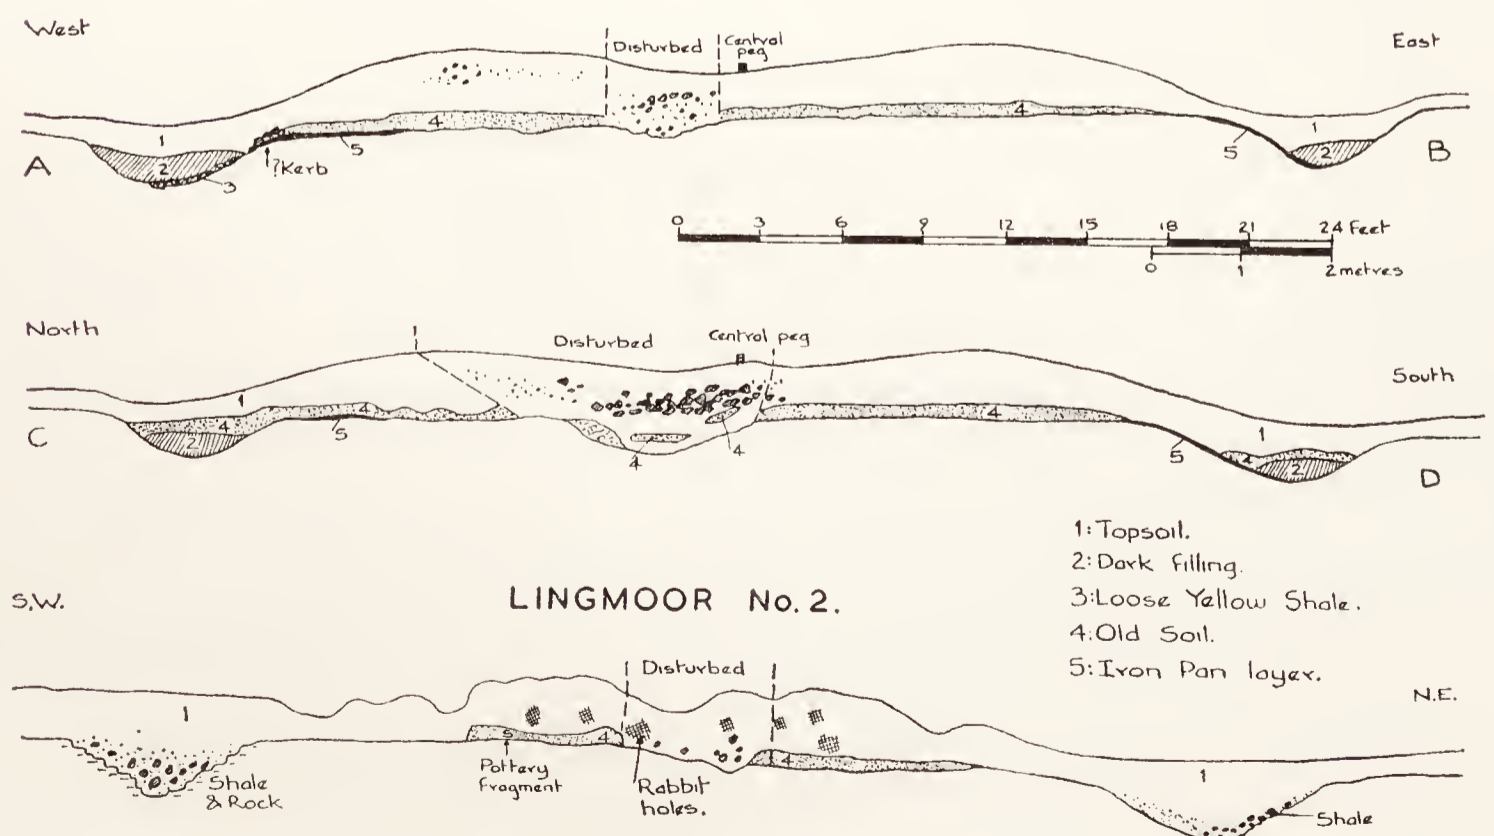 West
Disturbed
Central
peg
East
4
1
5
2
3
?Kerb
A
4
1
5
2
B
0 3 6 9 12 15 18 21 24 Feet
0 1 2 metres
North
1
Disturbed
Central peg
South
1
4
4
5
2
C
4
4
4
1
5
2
D
1:Topsoil.
2:Dark filling.
3:Loose Yellow Shale.
4:Old Soil.
5:Iron Pan layer.
S.W.
LINGMOOR No. 2.
Disturbed
N.E.
1
5
4
4
1
Shale
& Rock
Pottery
Fragment
Rabbit
holes.
Shale